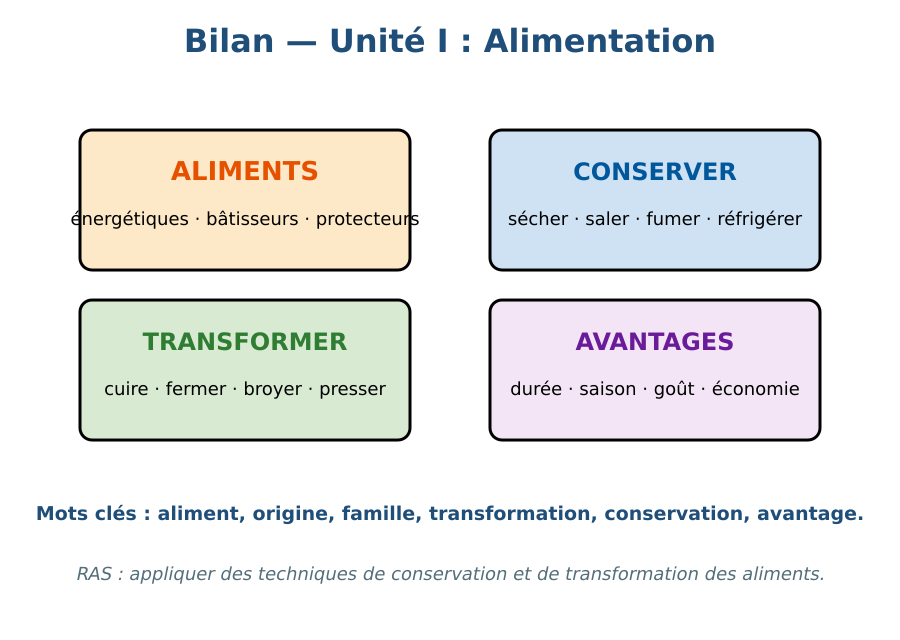 Bilan — Unité I : Alimentation
ALIMENTS
énergétiques · bâtisseurs · protecteurs
CONSERVER
sécher · saler · fumer · réfrigérer
TRANSFORMER
cuire · fermer · broyer · presser
AVANTAGES
durée · saison · goût · économie
Mots clés : aliment, origine, famille, transformation, conservation, avantage.
RAS : appliquer des techniques de conservation et de transformation des aliments.